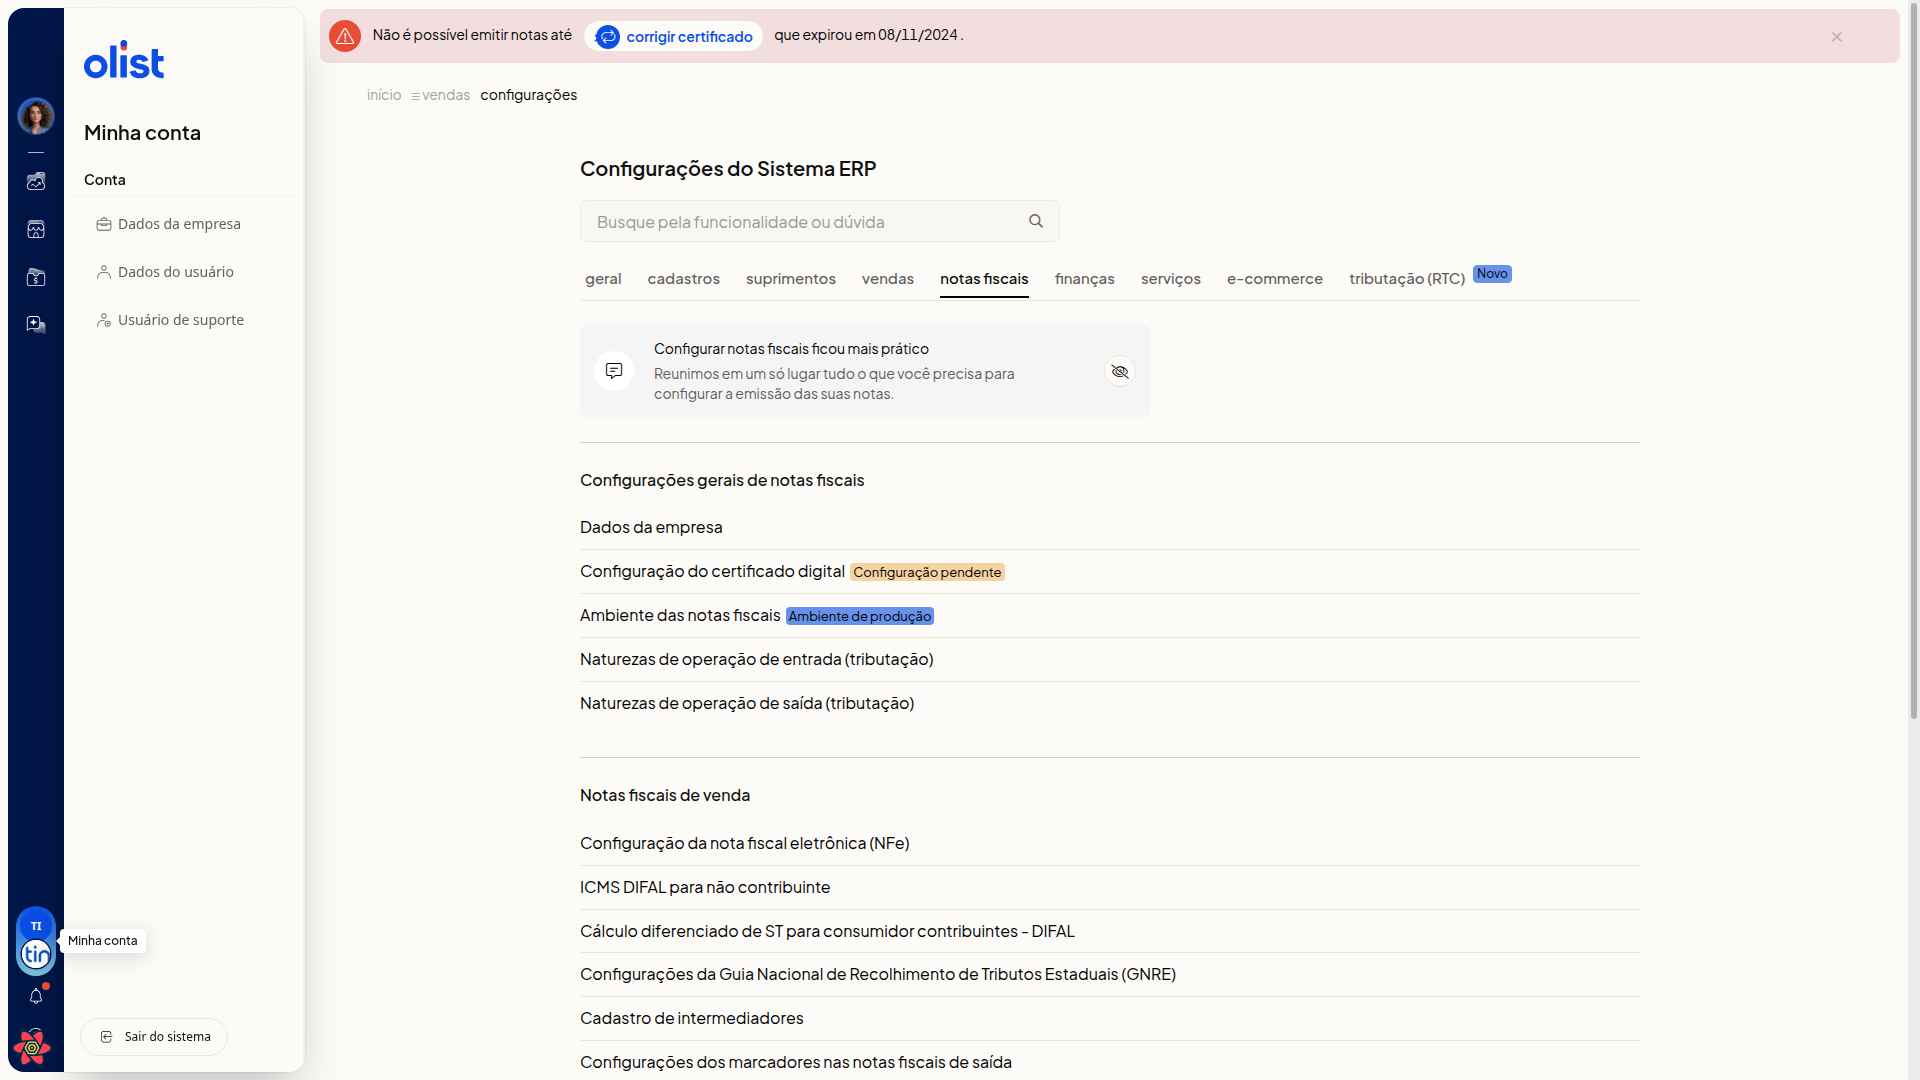 olist
Minha conta
Conta
Dados da empresa
Dados do usuário
Usuário de suporte
TI
tin
Minha conta
Sair do sistema
Não é possível emitir notas até corrigir certificado que expirou em 08/11/2024 .
início vendas configurações
Configurações do Sistema ERP
Busque pela funcionalidade ou dúvida
geral cadastros suprimentos vendas notas fiscais finanças serviços e-commerce tributação (RTC) Novo
Configurar notas fiscais ficou mais prático
Reunimos em um só lugar tudo o que você precisa para
configurar a emissão das suas notas.
Configurações gerais de notas fiscais
Dados da empresa
Configuração do certificado digital Configuração pendente
Ambiente das notas fiscais Ambiente de produção
Naturezas de operação de entrada (tributação)
Naturezas de operação de saída (tributação)
Notas fiscais de venda
Configuração da nota fiscal eletrônica (NFe)
ICMS DIFAL para não contribuinte
Cálculo diferenciado de ST para consumidor contribuintes - DIFAL
Configurações da Guia Nacional de Recolhimento de Tributos Estaduais (GNRE)
Cadastro de intermediadores
Configurações dos marcadores nas notas fiscais de saída